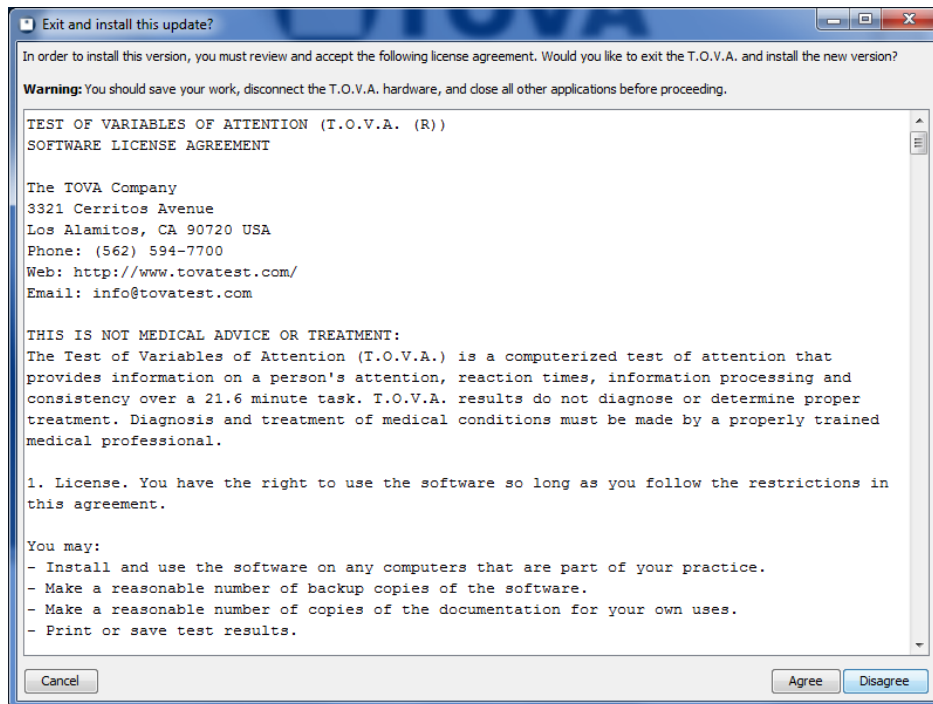 TOVA
Exit and install this update?
In order to install this version, you must review and accept the following license agreement. Would you like to exit the T.O.V.A. and install the new version?
Warning: You should save your work, disconnect the T.O.V.A. hardware, and close all other applications before proceeding.
TEST OF VARIABLES OF ATTENTION (T.O.V.A. (R))
SOFTWARE LICENSE AGREEMENT
The TOVA Company
3321 Cerritos Avenue
Los Alamitos, CA 90720 USA
Phone: (562) 594-7700
Web: http://www.tovatest.com/
Email: info@tovatest.com
THIS IS NOT MEDICAL ADVICE OR TREATMENT:
The Test of Variables of Attention (T.O.V.A.) is a computerized test of attention that
provides information on a person's attention, reaction times, information processing and
consistency over a 21.6 minute task. T.O.V.A. results do not diagnose or determine proper
treatment. Diagnosis and treatment of medical conditions must be made by a properly trained
medical professional.
1. License. You have the right to use the software so long as you follow the restrictions in
this agreement.
You may:
- Install and use the software on any computers that are part of your practice.
- Make a reasonable number of backup copies of the software.
- Make a reasonable number of copies of the documentation for your own uses.
- Print or save test results.
Cancel Agree Disagree